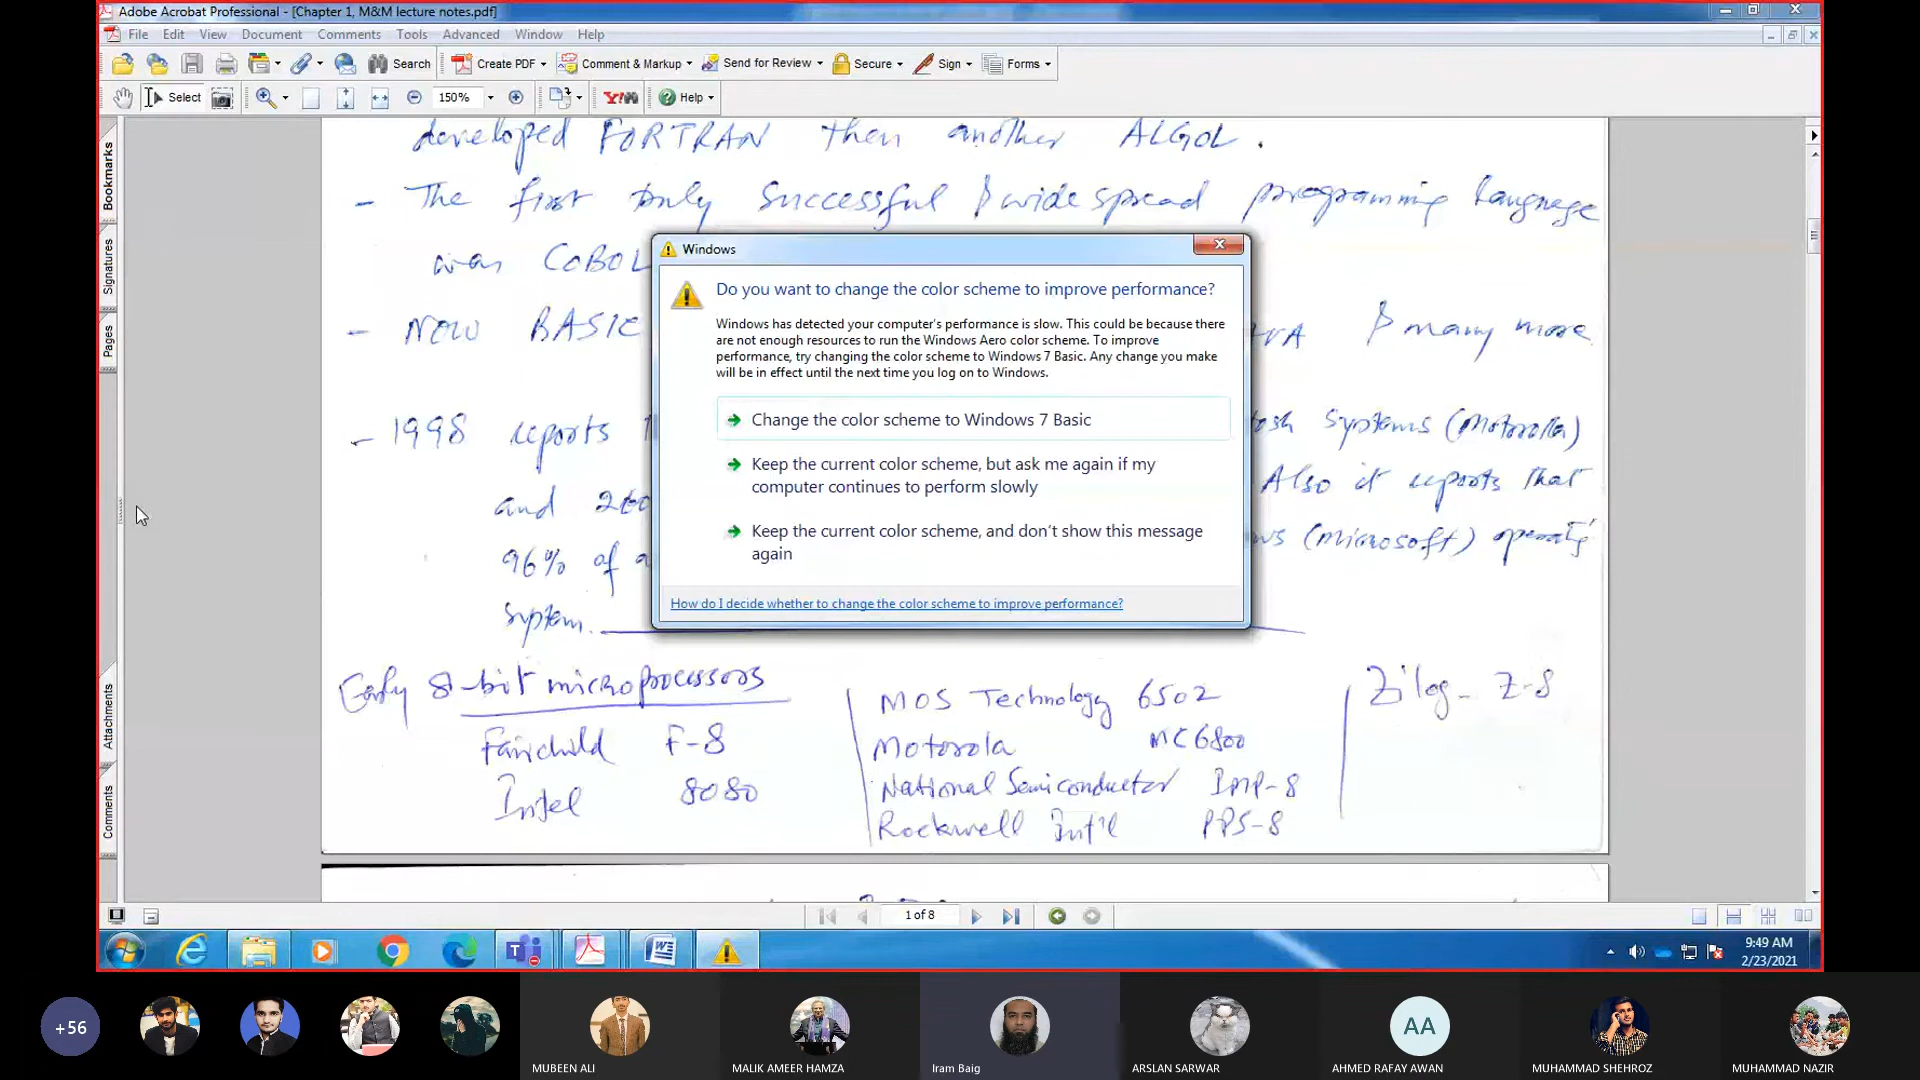 Adobe Acrobat Professional - [Chapter 1, M&M lecture notes.pdf]
File Edit View Document Comments Tools Advanced Window Help
Search Create PDF Comment & Markup Send for Review Secure Sign Forms
Select 150% Y! Help
Bookmarks
Signatures
Pages
Attachments
Comments
developed FORTRAN then another ALGOL.
- The first truly successful & widespread programming language
was COBOL
- Now BASIC & many more
- 1998 reports systems (Motorola)
and Also it reports that
96% of (microsoft) operating
system.
Windows
Do you want to change the color scheme to improve performance?
Windows has detected your computer's performance is slow. This could be because there
are not enough resources to run the Windows Aero color scheme. To improve
performance, try changing the color scheme to Windows 7 Basic. Any change you make
will be in effect until the next time you log on to Windows.
Change the color scheme to Windows 7 Basic
Keep the current color scheme, but ask me again if my
computer continues to perform slowly
Keep the current color scheme, and don't show this message
again
How do I decide whether to change the color scheme to improve performance?
Early 8-bit microprocessors
Fairchild F-8
Intel 8080
MOS Technology 6502
Motorola MC6800
National Semiconductor IMP-8
Rockwell Int'l PPS-8
Zilog - Z-8
1 of 8
9:49 AM
2/23/2021
+56
AA
MUBEEN ALI
MALIK AMEER HAMZA
Iram Baig
ARSLAN SARWAR
AHMED RAFAY AWAN
MUHAMMAD SHEHROZ
MUHAMMAD NAZIR